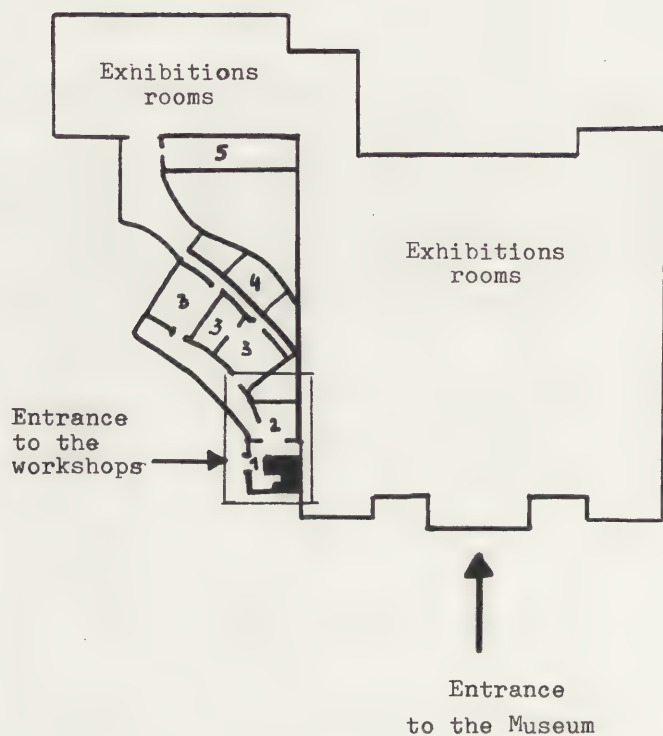 Exhibitions
rooms
5
Exhibitions
rooms
4
3
3
3
Entrance
to the
workshops
2
1
Entrance
to the Museum